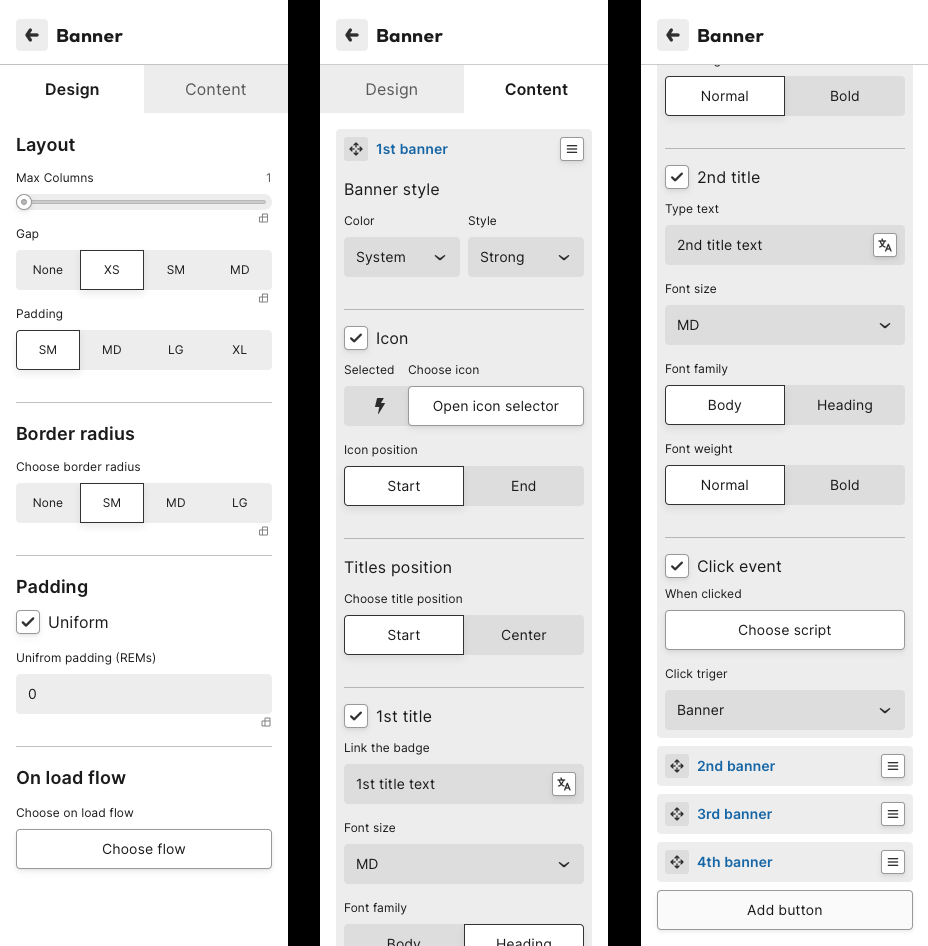 Banner
Design Content
Layout
Max Columns 1
Gap
None XS SM MD
Padding
SM MD LG XL
Border radius
Choose border radius
None SM MD LG
Padding
Uniform
Unifrom padding (REMs)
0
On load flow
Choose on load flow
Choose flow
Banner
Design Content
1st banner
Banner style
Color Style
System Strong
Icon
Selected Choose icon
Open icon selector
Icon position
Start End
Titles position
Choose title position
Start Center
1st title
Link the badge
1st title text
Font size
MD
Font family
Body Heading
Banner
Normal Bold
2nd title
Type text
2nd title text
Font size
MD
Font family
Body Heading
Font weight
Normal Bold
Click event
When clicked
Choose script
Click triger
Banner
2nd banner
3rd banner
4th banner
Add button